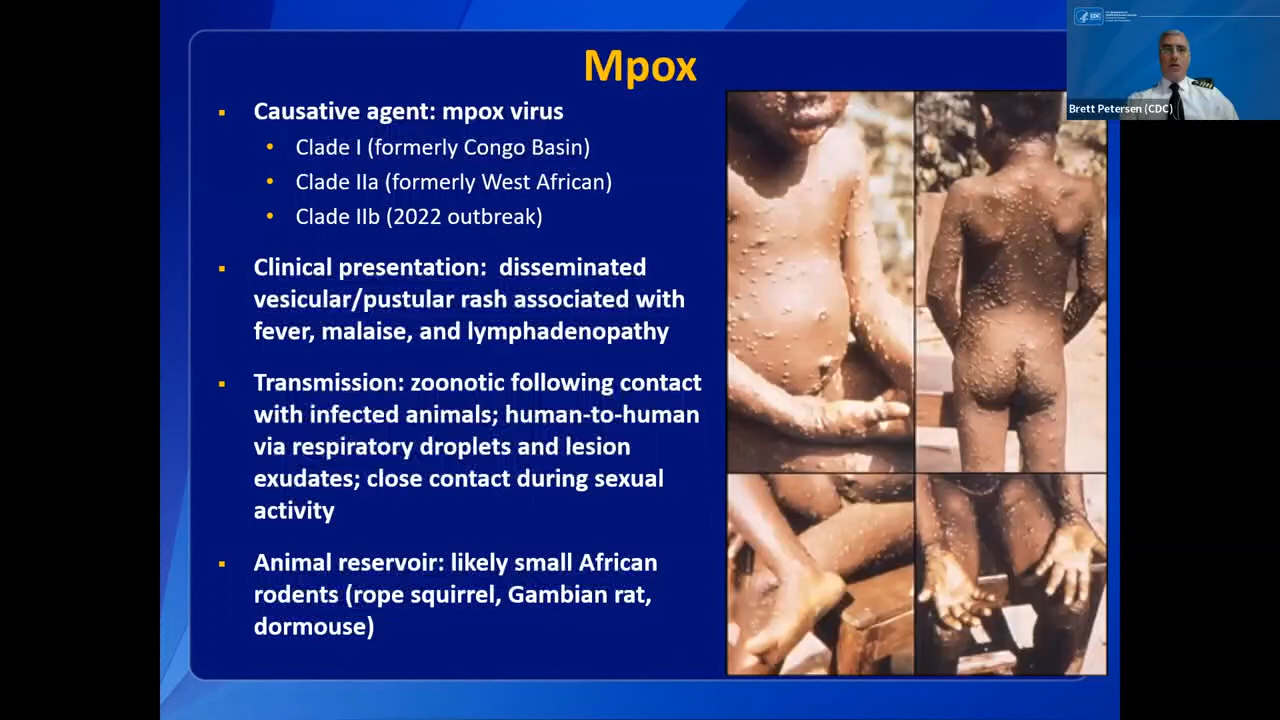 Mpox
Causative agent: mpox virus
Clade I (formerly Congo Basin)
Clade IIa (formerly West African)
Clade IIb (2022 outbreak)
Clinical presentation: disseminated
vesicular/pustular rash associated with
fever, malaise, and lymphadenopathy
Transmission: zoonotic following contact
with infected animals; human-to-human
via respiratory droplets and lesion
exudates; close contact during sexual
activity
Animal reservoir: likely small African
rodents (rope squirrel, Gambian rat,
dormouse)
CDC
Brett Petersen (CDC)